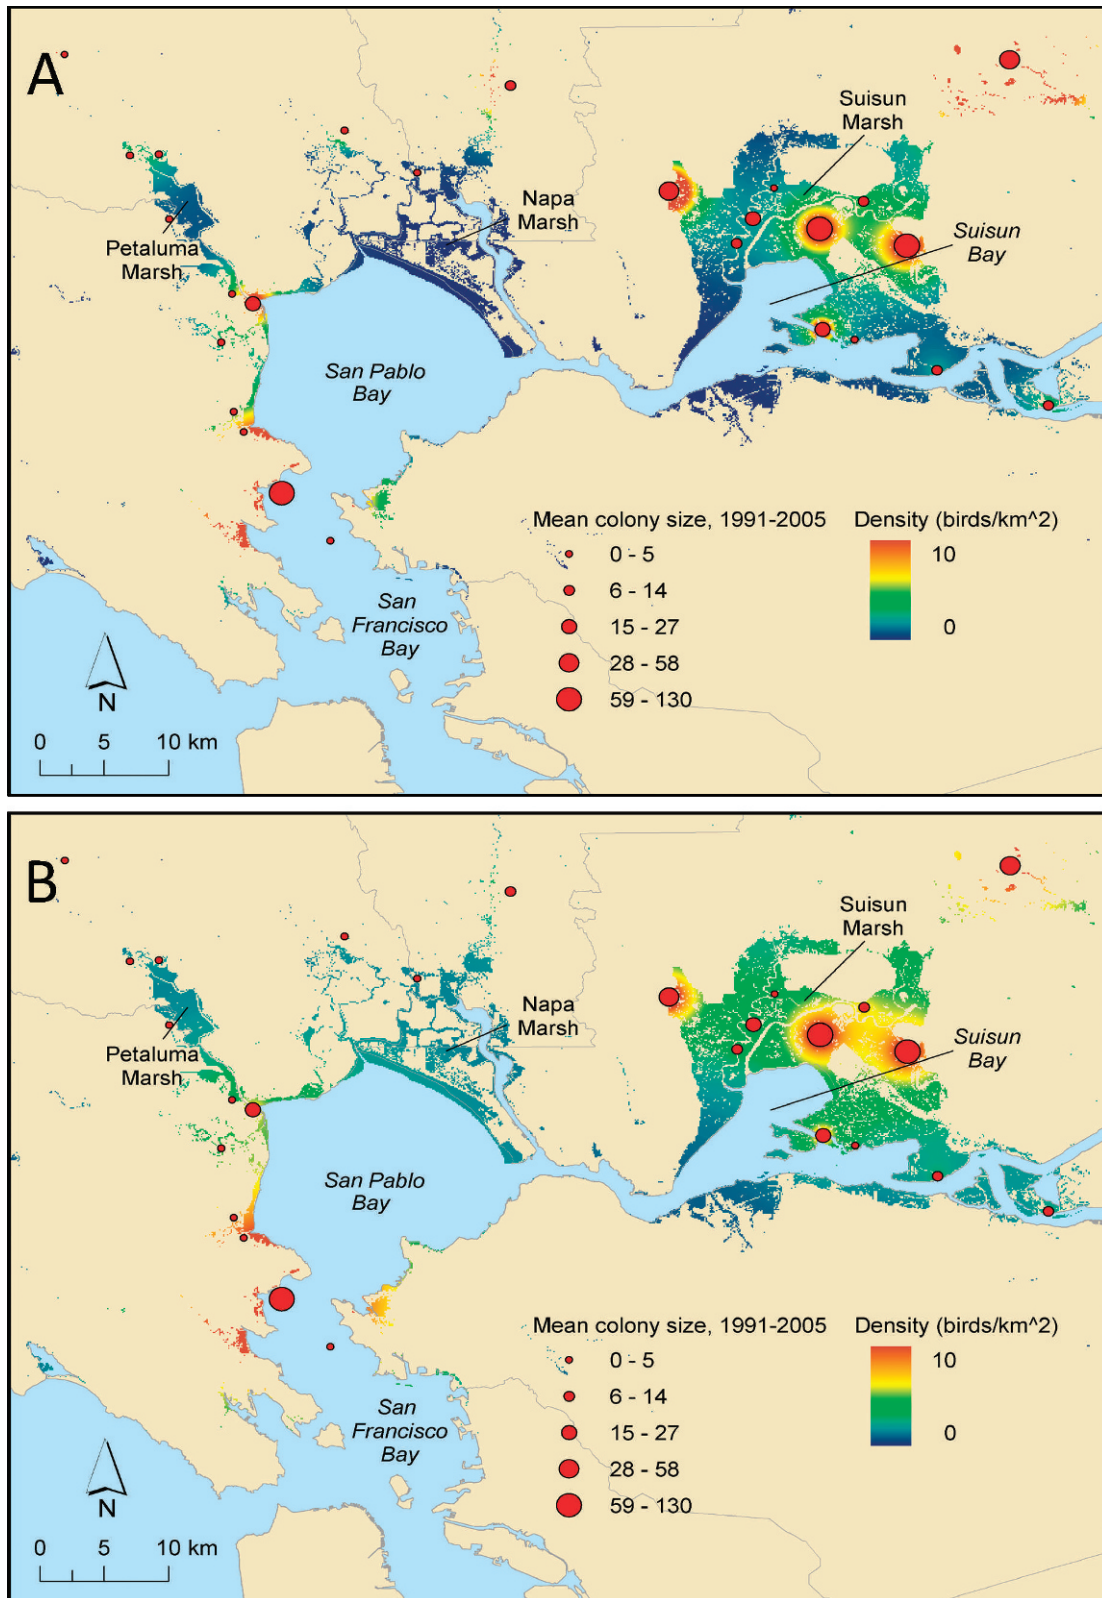 A
Suisun
Marsh
Napa
Marsh
Petaluma
Marsh
Suisun
Bay
San Pablo
Bay
Mean colony size, 1991-2005
Density (birds/km^2)
0 - 5
10
6 - 14
San
Francisco
Bay
15 - 27
0
28 - 58
N
59 - 130
0 5 10 km
B
Suisun
Marsh
Napa
Marsh
Petaluma
Marsh
Suisun
Bay
San Pablo
Bay
Mean colony size, 1991-2005
Density (birds/km^2)
0 - 5
10
6 - 14
San
Francisco
Bay
15 - 27
0
28 - 58
N
59 - 130
0 5 10 km